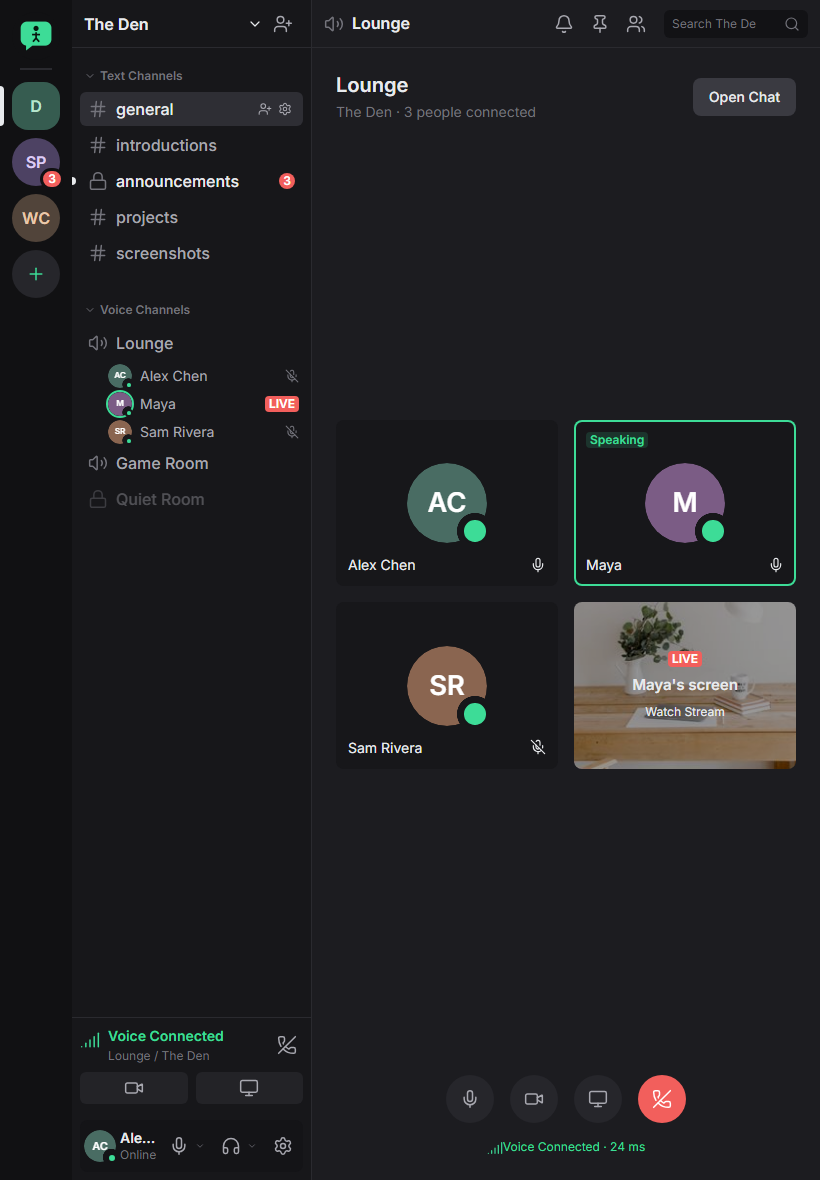 The Den
Lounge
Search The De
D
SP
3
WC
Text Channels
general
introductions
announcements
3
projects
screenshots
Voice Channels
Lounge
AC
Alex Chen
M
Maya
LIVE
SR
Sam Rivera
Game Room
Quiet Room
Voice Connected
Lounge / The Den
AC
Ale...
Online
Lounge
The Den · 3 people connected
Open Chat
AC
Alex Chen
Speaking
M
Maya
SR
Sam Rivera
LIVE
Maya's screen
Watch Stream
Voice Connected · 24 ms